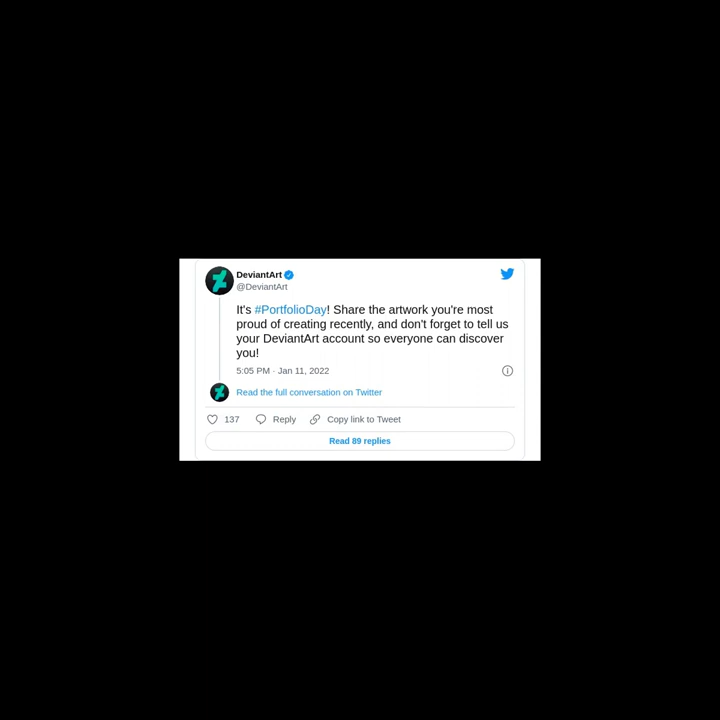 DeviantArt
@DeviantArt
It's #PortfolioDay! Share the artwork you're most
proud of creating recently, and don't forget to tell us
your DeviantArt account so everyone can discover
you!
5:05 PM · Jan 11, 2022
Read the full conversation on Twitter
137 Reply Copy link to Tweet
Read 89 replies